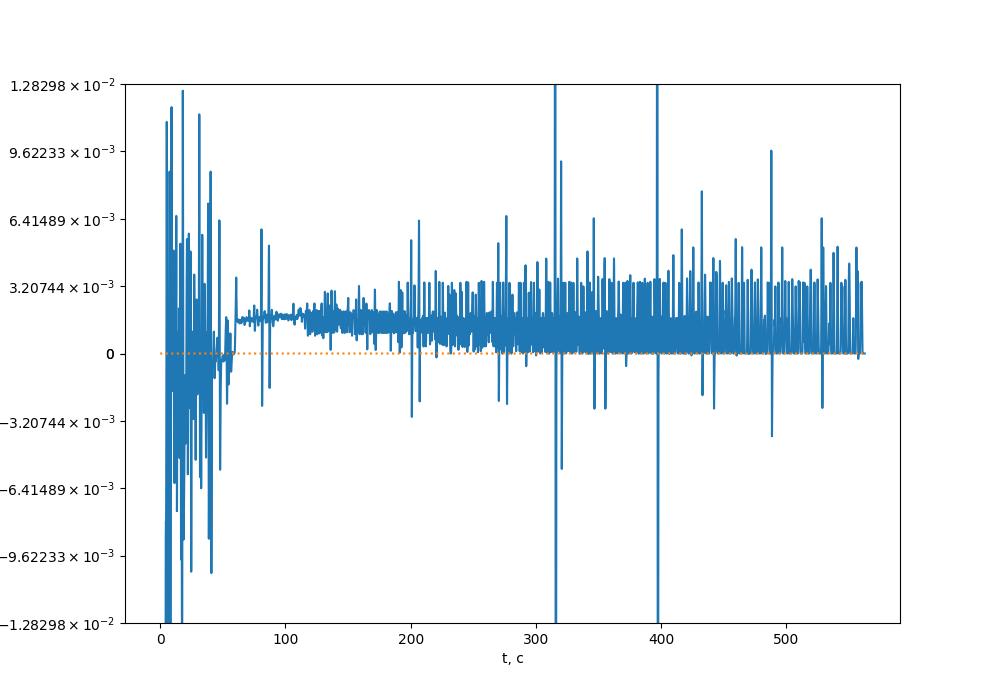 1.28298 × 10⁻²
9.62233 × 10⁻³
6.41489 × 10⁻³
3.20744 × 10⁻³
0
−3.20744 × 10⁻³
−6.41489 × 10⁻³
−9.62233 × 10⁻³
−1.28298 × 10⁻²
0 100 200 300 400 500
t, c